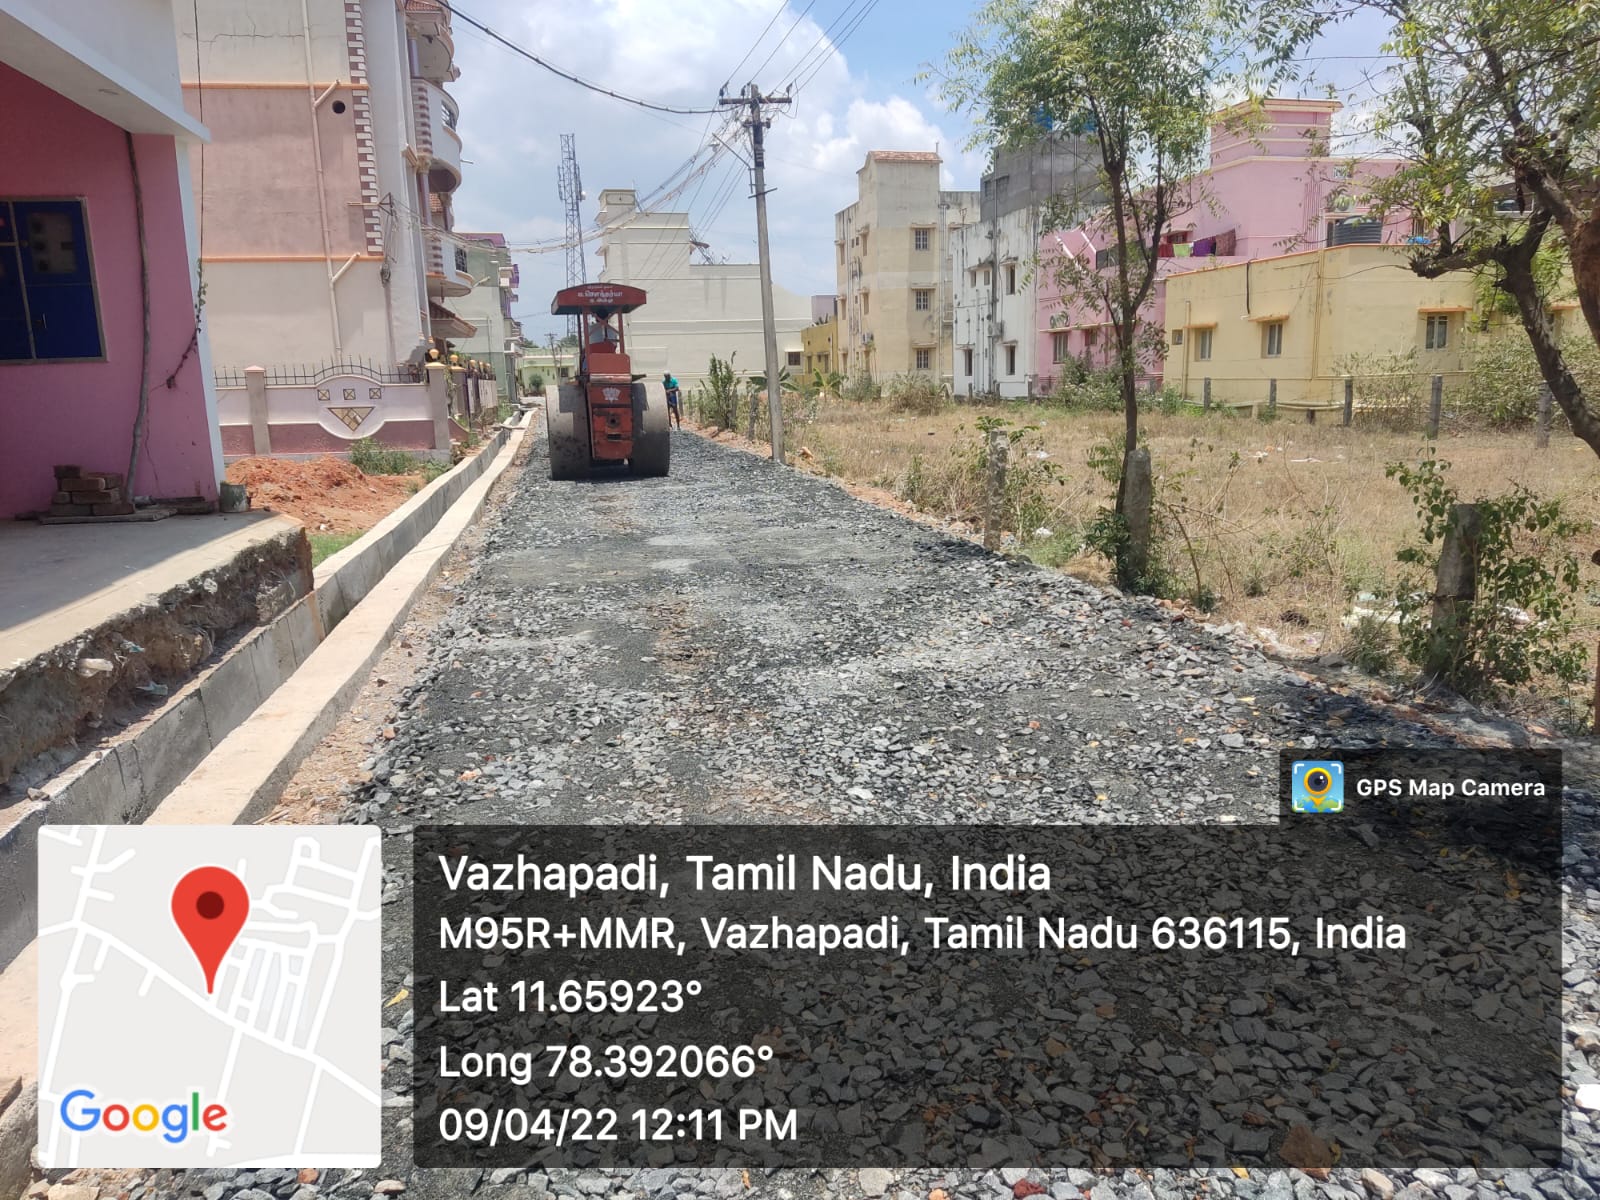 GPS Map Camera
Vazhapadi, Tamil Nadu, India
M95R+MMR, Vazhapadi, Tamil Nadu 636115, India
Lat 11.65923°
Long 78.392066°
09/04/22 12:11 PM
Google